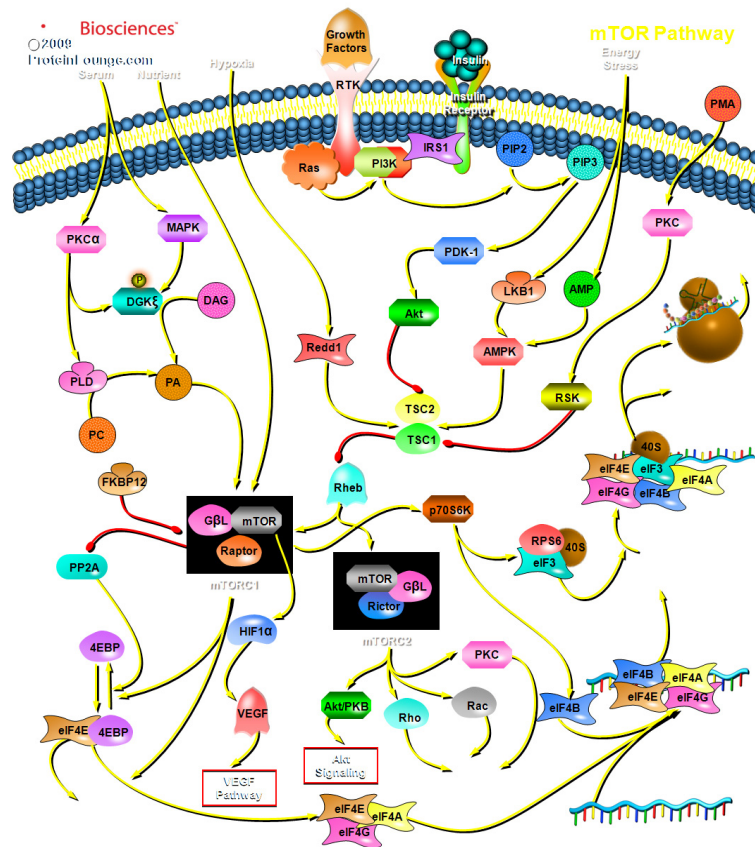 Biosciences™
©2009
ProteinLounge.com
mTOR Pathway
Serum
Nutrient
Hypoxia
Growth
Factors
RTK
Insulin
Insulin
Receptor
Energy
Stress
PMA
Ras
PI3K
IRS1
PIP2
PIP3
PKCα
MAPK
PDK-1
PKC
P
DGKξ
DAG
LKB1
AMP
Akt
Redd1
AMPK
PLD
PA
TSC2
RSK
PC
TSC1
40S
eIF4E
eIF3
eIF4A
eIF4G
eIF4B
FKBP12
Rheb
GβL
mTOR
p70S6K
Raptor
RPS6
40S
eIF3
PP2A
mTOR
GβL
Rictor
mTORC1
HIF1α
mTORC2
4EBP
PKC
eIF4B
eIF4A
eIF4E
eIF4G
VEGF
Akt/PKB
Rho
Rac
eIF4B
eIF4E
4EBP
VEGF
Pathway
Akt
Signaling
eIF4E
eIF4A
eIF4G